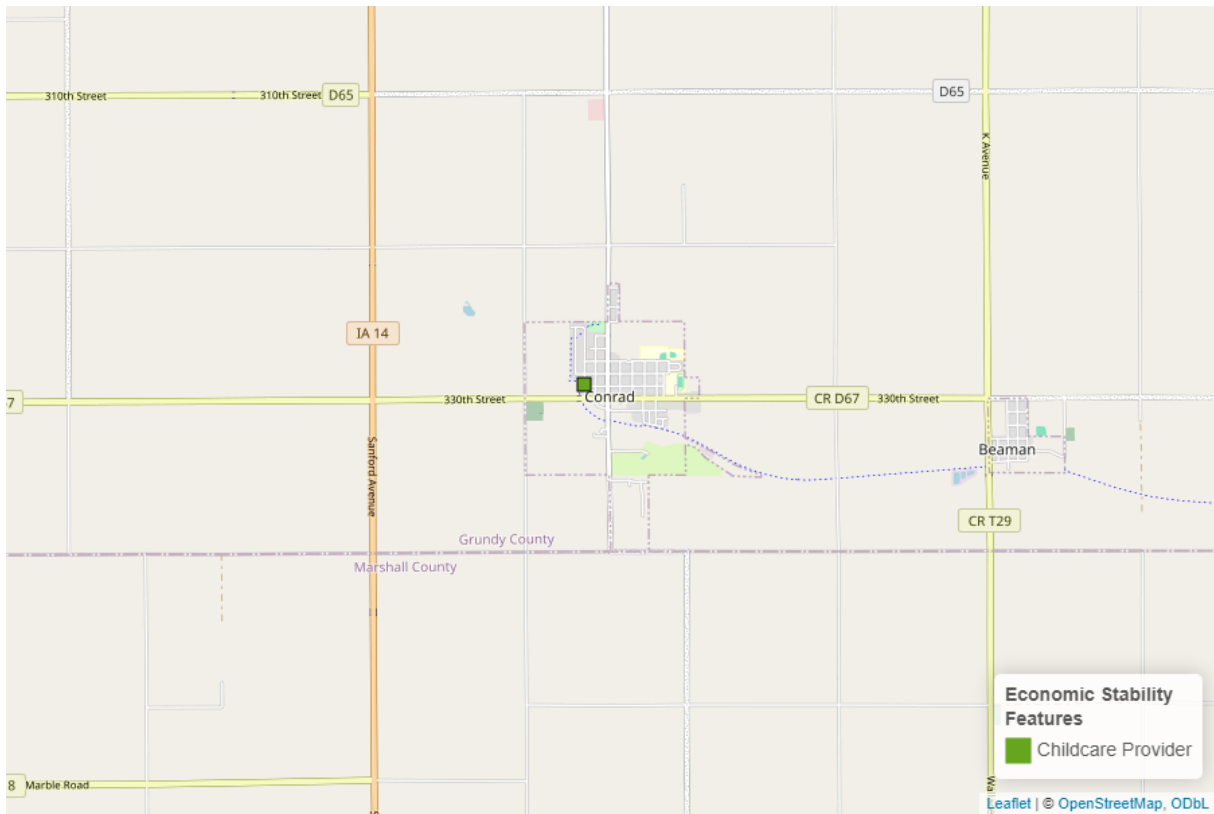 310th Street
310th Street
D65
D65
K Avenue
IA 14
7
330th Street
Conrad
CR D67
330th Street
Sanford Avenue
Beaman
CR T29
Grundy County
Marshall County
Economic Stability
Features
Childcare Provider
8
Marble Road
Leaflet | © OpenStreetMap, ODbL